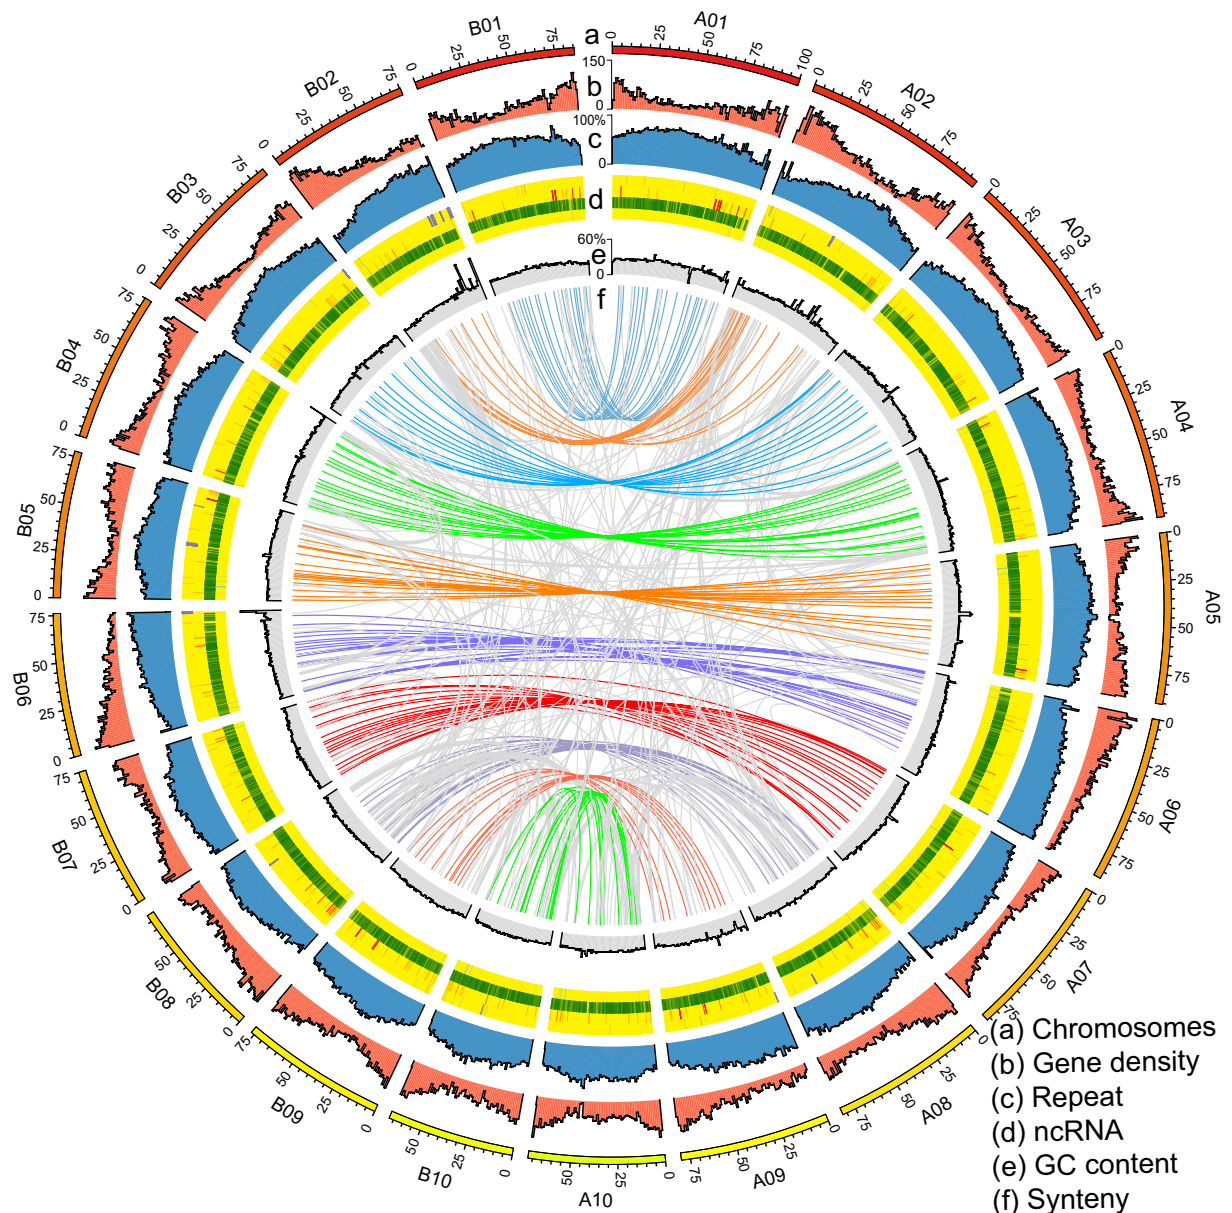 a
150
0
b
100%
0
c
d
60%
0
e
f
A01
0
50
75
100
A02
0
25
50
75
A03
0
25
50
75
A04
0
25
50
75
A05
0
25
50
75
A06
0
25
50
75
A07
0
25
50
75
A08
0
25
50
75
A09
0
25
50
75
A10
0
25
50
B10
0
25
50
B09
0
25
50
75
B08
0
25
50
B07
0
25
50
75
B06
0
25
50
75
B05
0
25
50
75
B04
0
25
50
75
B03
0
25
50
75
B02
0
25
50
75
B01
0
25
50
75
(a) Chromosomes
(b) Gene density
(c) Repeat
(d) ncRNA
(e) GC content
(f) Synteny